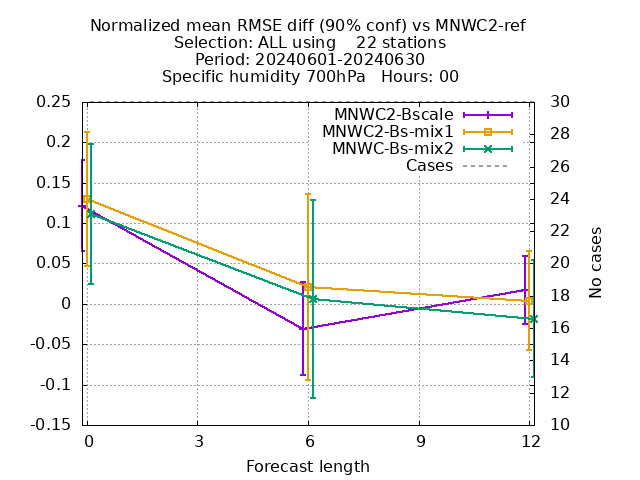 Normalized mean RMSE diff (90% conf) vs MNWC2-ref
Selection: ALL using    22 stations
Period: 20240601-20240630
Specific humidity 700hPa   Hours: 00
MNWC2-Bscale
MNWC2-Bs-mix1
MNWC-Bs-mix2
Cases
0.25
0.2
0.15
0.1
0.05
0
-0.05
-0.1
-0.15
30
28
26
24
22
20
18
16
14
12
10
No cases
0 3 6 9 12
Forecast length